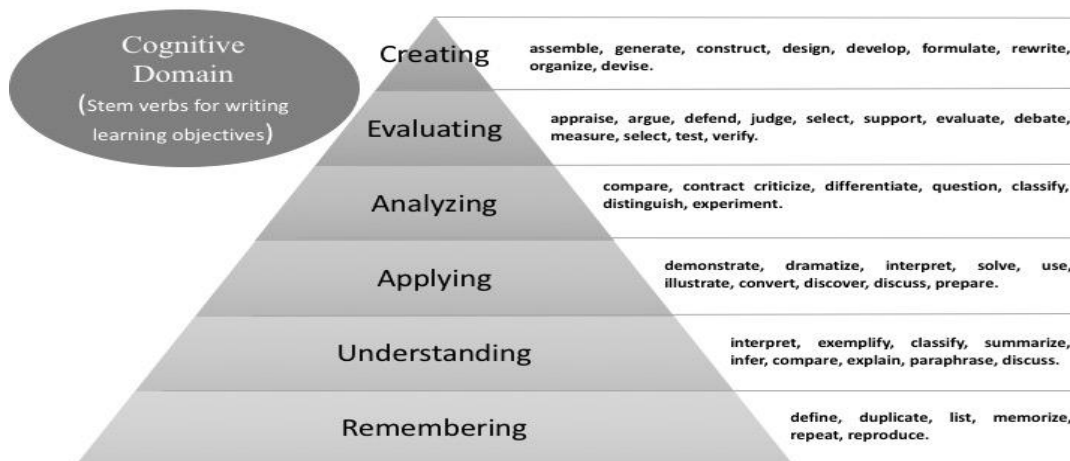 Cognitive
Domain
(Stem verbs for writing
learning objectives)
Creating
assemble, generate, construct, design, develop, formulate, rewrite,
organize, devise.
Evaluating
appraise, argue, defend, judge, select, support, evaluate, debate,
measure, select, test, verify.
Analyzing
compare, contract criticize, differentiate, question, classify,
distinguish, experiment.
Applying
demonstrate, dramatize, interpret, solve, use,
illustrate, convert, discover, discuss, prepare.
Understanding
interpret, exemplify, classify, summarize,
infer, compare, explain, paraphrase, discuss.
Remembering
define, duplicate, list, memorize,
repeat, reproduce.